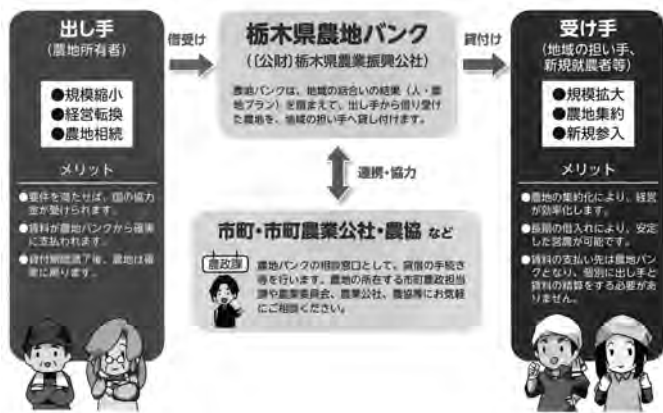 出し手
(農地所有者)
●規模縮小
●経営転換
●農地相続
メリット
●要件を満たせば、国の協力
金が受けられます。
●賃料が農地バンクから確実
に支払われます。
●貸付期間満了後、農地は確
実に戻ります。
借受け
栃木県農地バンク
((公財)栃木県農業振興公社)
農地バンクは、地域の話合いの結果(人・農
地プラン)を踏まえて、出し手から借り受け
た農地を、地域の担い手へ貸し付けます。
連携・協力
市町・市町農業公社・農協 など
農政課
農地バンクの相談窓口として、貸借の手続き
等を行います。農地の所在する市町農政担当
課や農業委員会、農業公社、農協等にお気軽
にご相談ください。
貸付け
受け手
(地域の担い手、
新規就農者等)
●規模拡大
●農地集約
●新規参入
メリット
●農地の集約化により、経営
が効率化します。
●長期の借入れにより、安定
した営農が可能です。
●賃料の支払い先は農地バン
クとなり、個別に出し手と
賃料の精算をする必要があ
りません。